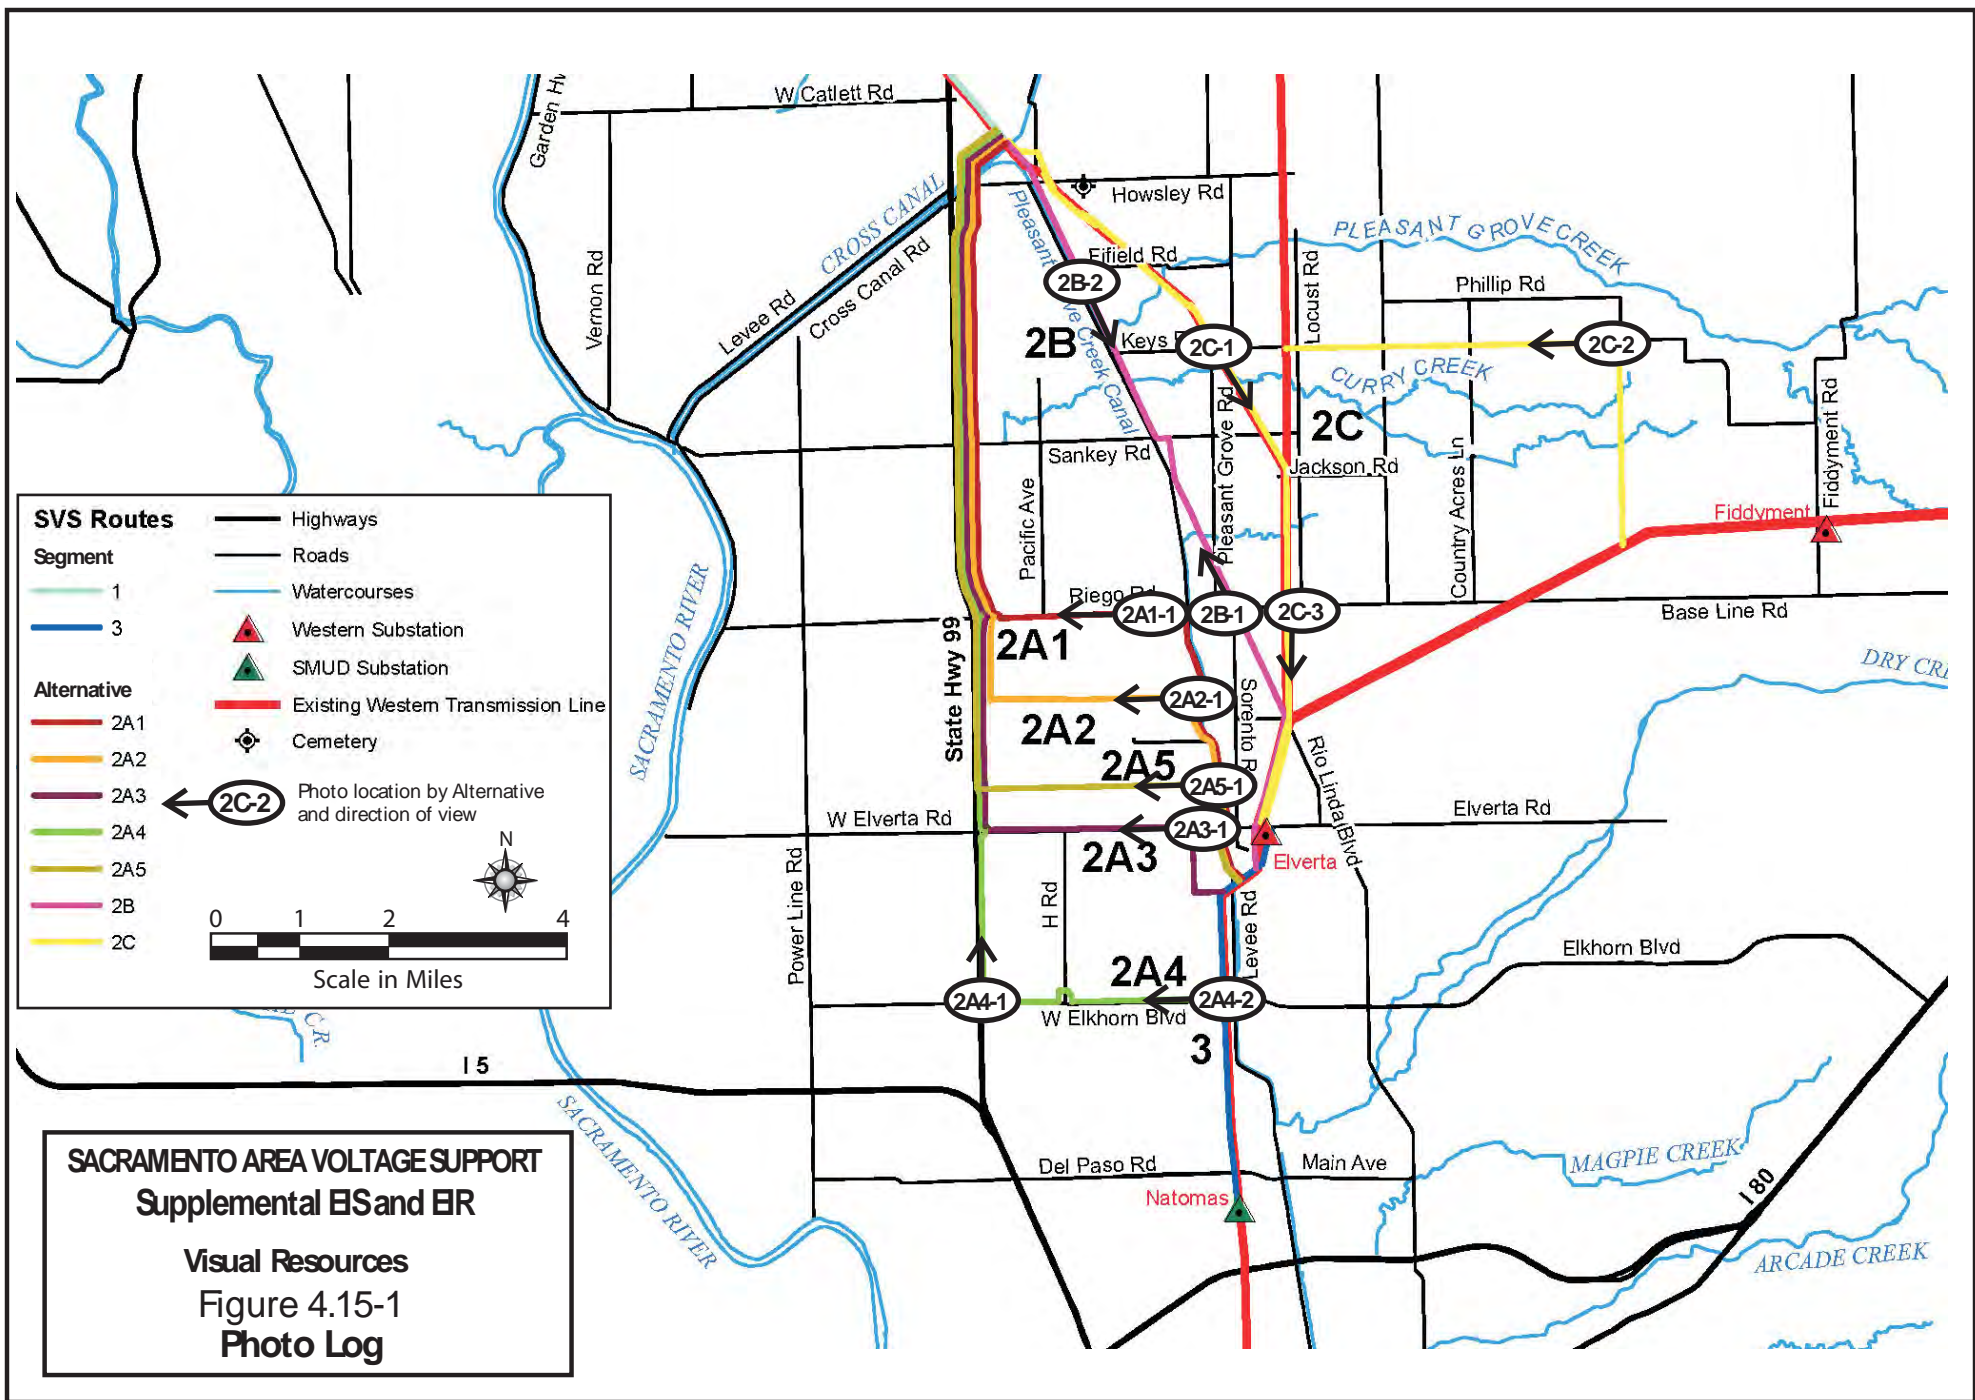 W Catlett Rd
Garden Hw
Howsley Rd
CROSS CANAL
Cross Canal Rd
Levee Rd
Vernon Rd
Pleasant
ve Creek Canal
Fifield Rd
PLEASANT GROVE CREEK
Locust Rd
Phillip Rd
2B-2
2B
Keys
2C-1
2C-2
CURRY CREEK
2C
Pleasant Grove Rd
Sankey Rd
Jackson Rd
Country Acres Ln
Fiddyment Rd
Fiddyment
Pacific Ave
Riego Rd
2A1-1
2B-1
2C-3
Base Line Rd
2A1
State Hwy 99
SACRAMENTO RIVER
DRY CRE
2A2-1
2A2
Sorento R
Rio Linda Blvd
2A5
2A5-1
W Elverta Rd
2A3-1
Elverta Rd
2A3
Elverta
Power Line Rd
H Rd
Levee Rd
Elkhorn Blvd
2A4
2A4-1
2A4-2
W Elkhorn Blvd
3
I 5
C.R.
SACRAMENTO RIVER
Del Paso Rd
Main Ave
Natomas
MAGPIE CREEK
I 80
ARCADE CREEK
SVS Routes
Segment
1
3
Alternative
2A1
2A2
2A3
2A4
2A5
2B
2C
Highways
Roads
Watercourses
Western Substation
SMUD Substation
Existing Western Transmission Line
Cemetery
2C-2
Photo location by Alternative
and direction of view
N
0 1 2 4
Scale in Miles
SACRAMENTO AREA VOLTAGE SUPPORT
Supplemental EIS and EIR
Visual Resources
Figure 4.15-1
Photo Log